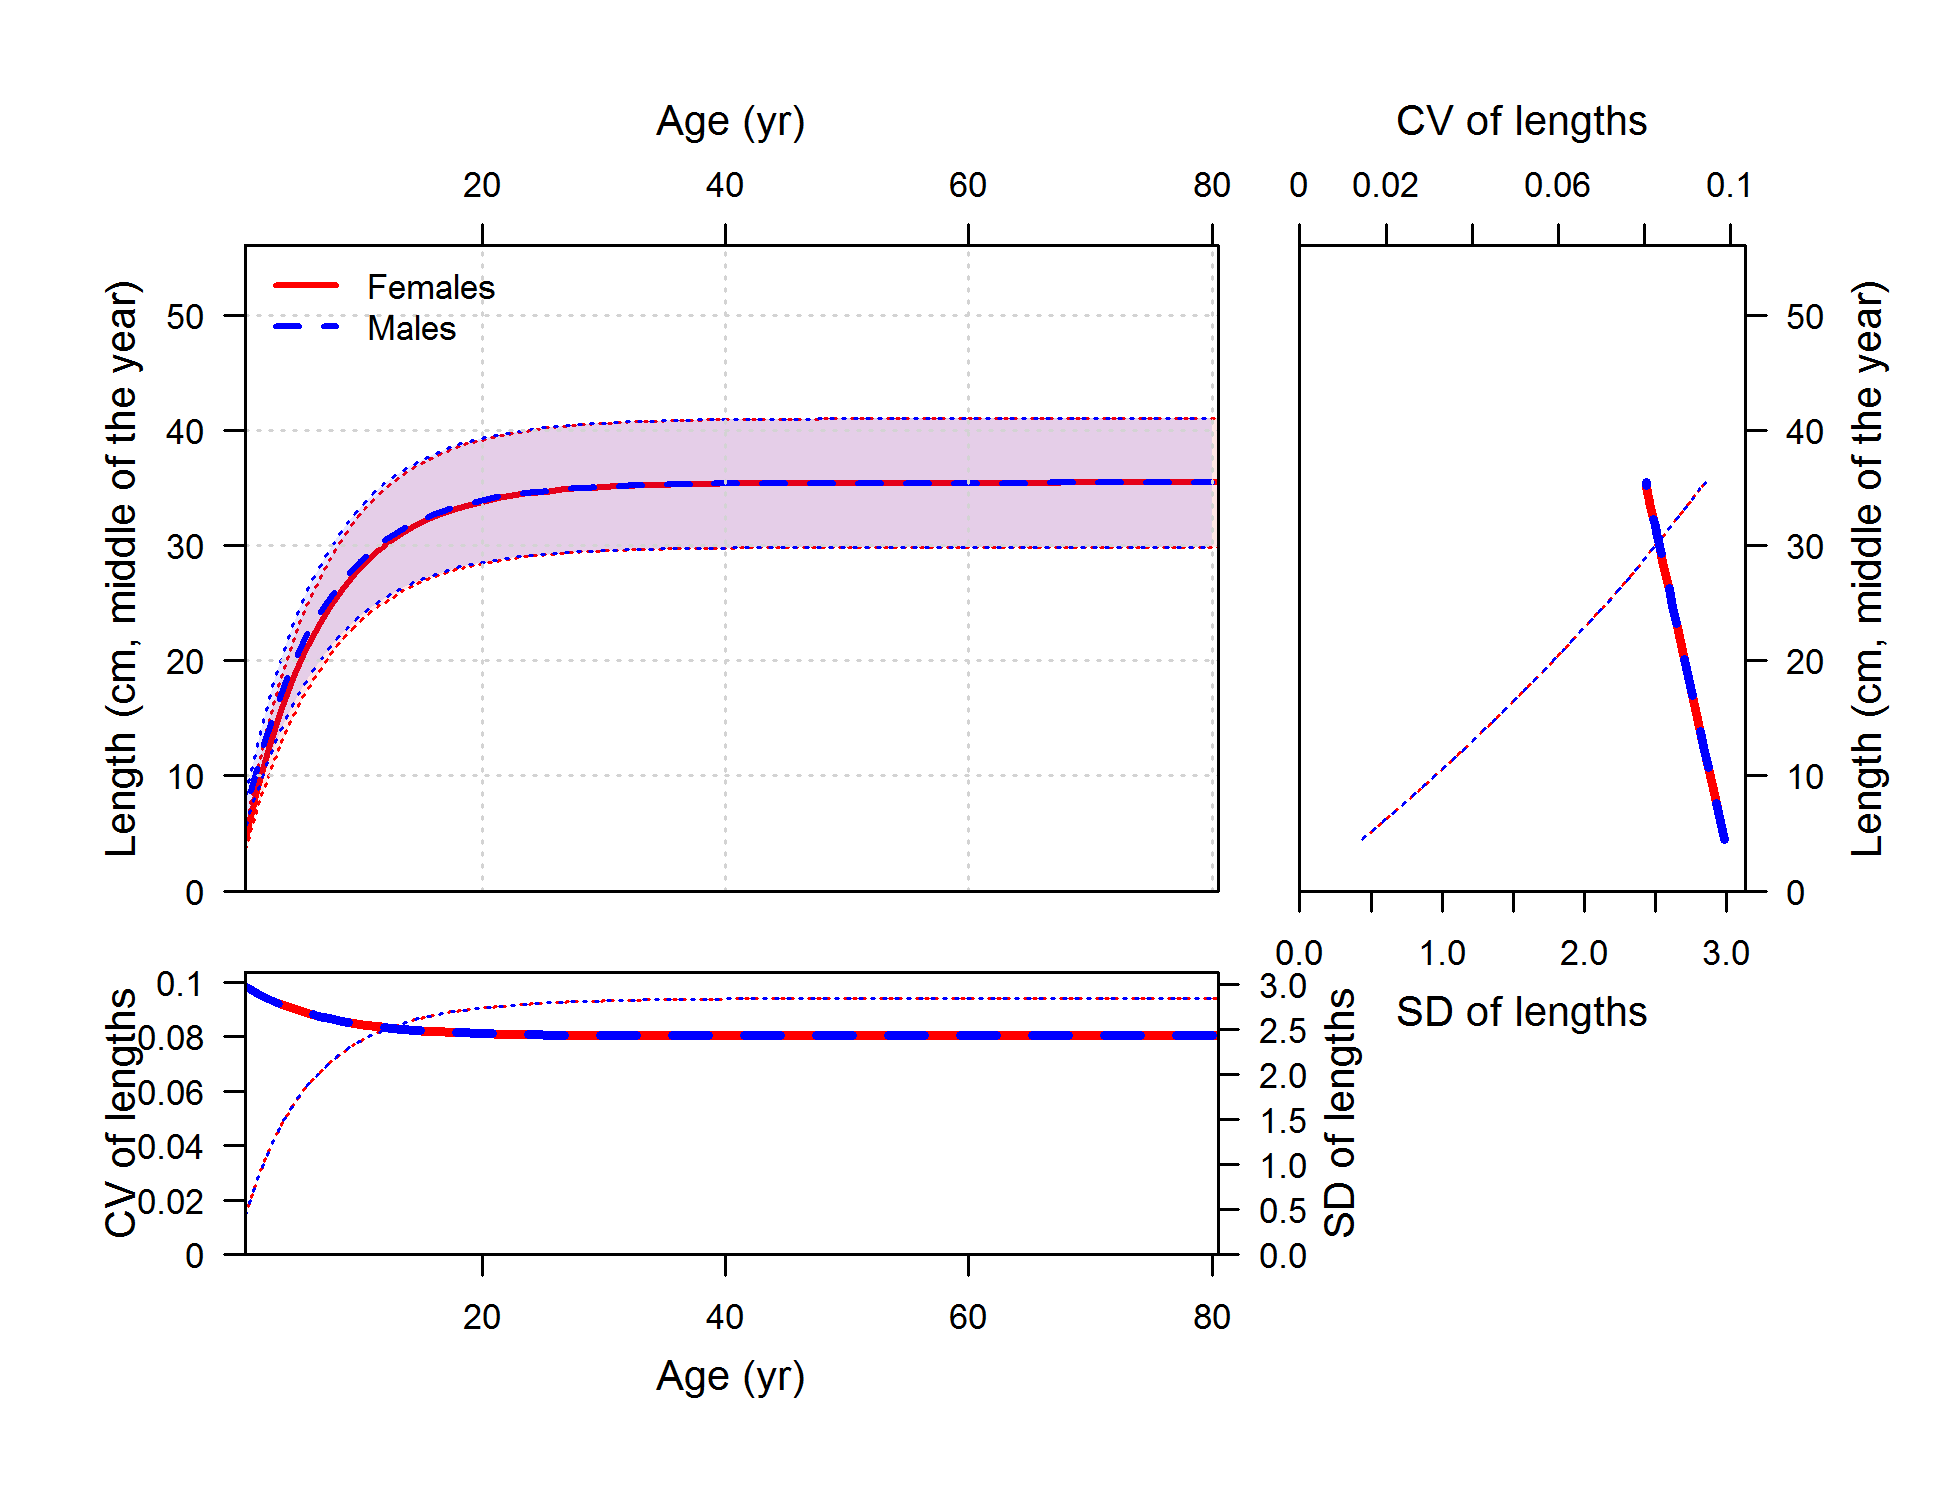 Age (yr)
CV of lengths
20 40 60 80
0 0.02 0.06 0.1
Females
Males
Length (cm, middle of the year)
50
40
30
20
10
0
50
40
30
20
10
0
Length (cm, middle of the year)
0.0 1.0 2.0 3.0
SD of lengths
CV of lengths
0.1
0.08
0.06
0.04
0.02
0
3.0
2.5
2.0
1.5
1.0
0.5
0.0
SD of lengths
20 40 60 80
Age (yr)